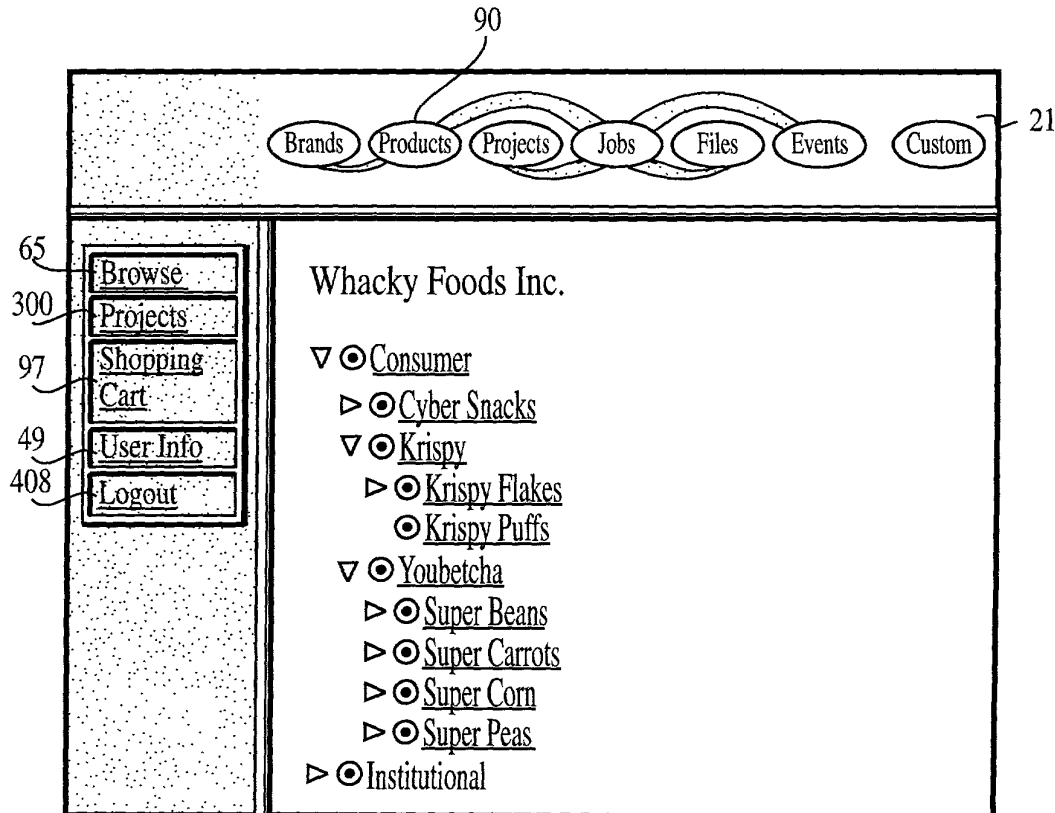 90
21
Brands Products Projects Jobs Files Events Custom
65
Browse
300
Projects
97
Shopping
Cart
49
User Info
408
Logout
Whacky Foods Inc.
Consumer
Cyber Snacks
Krispy
Krispy Flakes
Krispy Puffs
Youbetcha
Super Beans
Super Carrots
Super Corn
Super Peas
Institutional